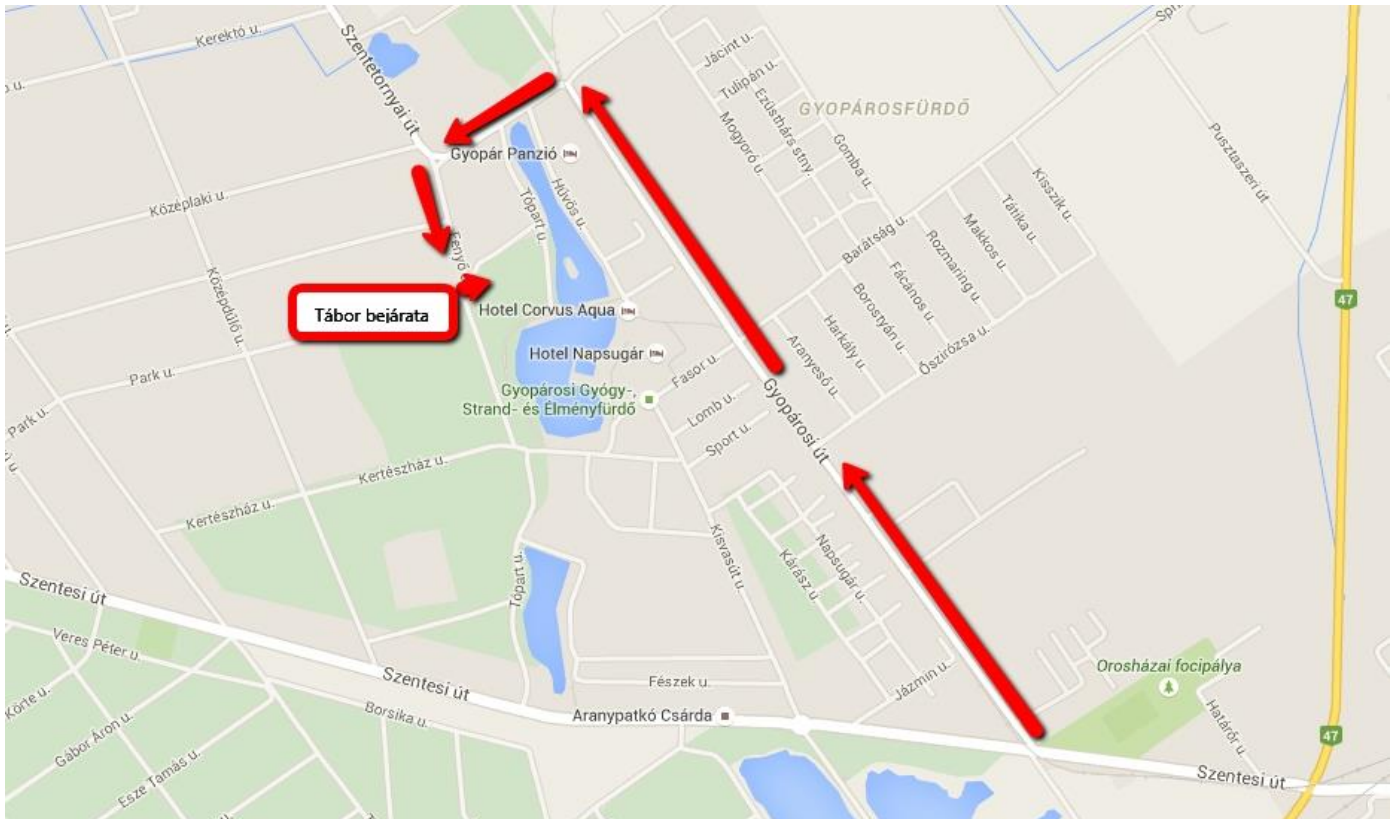 Kerektó u.
Szentetornyai út
Jácint u.
Tulipán u.
Ezüsthárs stny.
Mogyoró u.
Gomba u.
GYOPÁROSFÜRDŐ
Pusztaszeri út
Kisszik u.
Tátika u.
Makkos u.
Rozmaring u.
Barátság u.
Fácános u.
Borostyán u.
Harkály u.
Aranyeső u.
Őszirózsa u.
47
Gyopár Panzió
Hűvös u.
Tópart u.
Középlaki u.
Középdűlő u.
Fenyő
Tábor bejárata
Hotel Corvus Aqua
Hotel Napsugár
Gyopárosi Gyógy-,
Strand- és Élményfürdő
Fasor u.
Lomb u.
Sport u.
Gyopárosi út
Park u.
Park u.
Kertészház u.
Kertészház u.
Kisvasút u.
Napsugár u.
Kárász u.
Tópart u.
Szentesi út
Veres Péter u.
Körte u.
Gábor Áron u.
Esze Tamás u.
Szentesi út
Borsika u.
Fészek u.
Aranypatkó Csárda
Jázmin u.
Orosházai focipálya
Határőr u.
47
Szentesi út